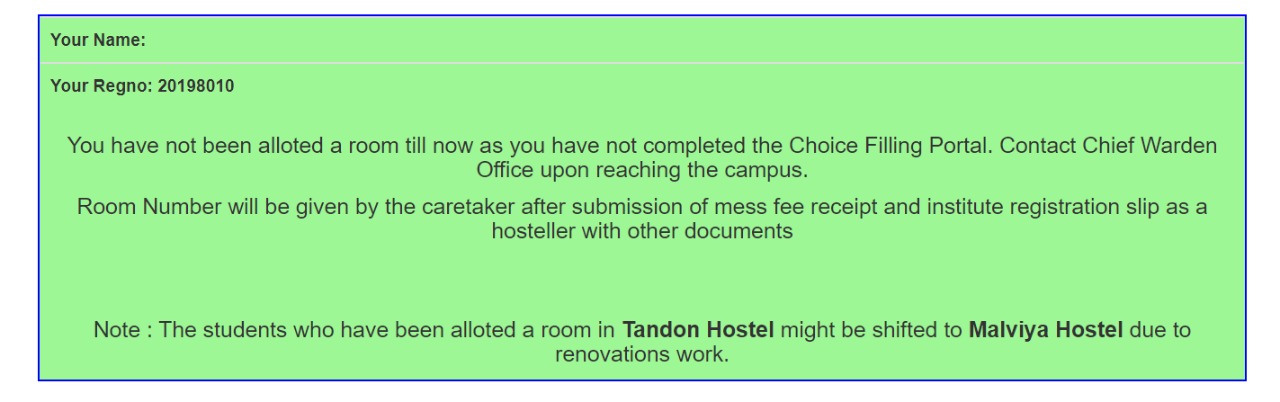 Your Name:
Your Regno: 20198010
You have not been alloted a room till now as you have not completed the Choice Filling Portal. Contact Chief Warden
Office upon reaching the campus.
Room Number will be given by the caretaker after submission of mess fee receipt and institute registration slip as a
hosteller with other documents
Note : The students who have been alloted a room in Tandon Hostel might be shifted to Malviya Hostel due to
renovations work.